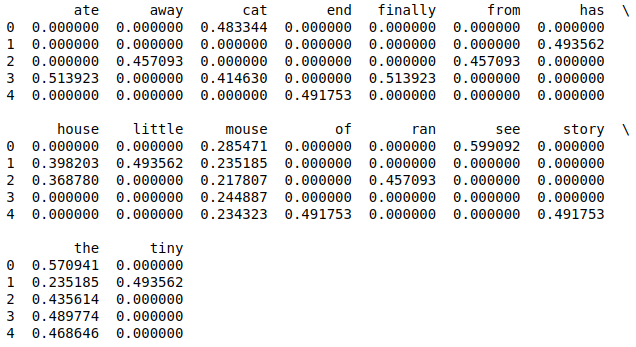 ate away cat end finally from has \
0 0.000000 0.000000 0.483344 0.000000 0.000000 0.000000 0.000000
1 0.000000 0.000000 0.000000 0.000000 0.000000 0.000000 0.493562
2 0.000000 0.457093 0.000000 0.000000 0.000000 0.457093 0.000000
3 0.513923 0.000000 0.414630 0.000000 0.513923 0.000000 0.000000
4 0.000000 0.000000 0.000000 0.491753 0.000000 0.000000 0.000000
house little mouse of ran see story \
0 0.000000 0.000000 0.285471 0.000000 0.000000 0.599092 0.000000
1 0.398203 0.493562 0.235185 0.000000 0.000000 0.000000 0.000000
2 0.368780 0.000000 0.217807 0.000000 0.457093 0.000000 0.000000
3 0.000000 0.000000 0.244887 0.000000 0.000000 0.000000 0.000000
4 0.000000 0.000000 0.234323 0.491753 0.000000 0.000000 0.491753
the tiny
0 0.570941 0.000000
1 0.235185 0.493562
2 0.435614 0.000000
3 0.489774 0.000000
4 0.468646 0.000000